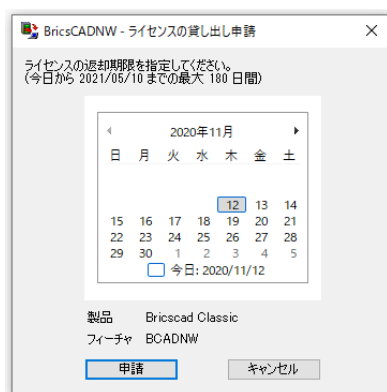 BricsCADNW - ライセンスの貸し出し申請
ライセンスの返却期限を指定してください。
(今日から 2021/05/10 までの最大 180 日間)
2020年11月
日 月 火 水 木 金 土
12 13 14
15 16 17 18 19 20 21
22 23 24 25 26 27 28
29 30 1 2 3 4 5
今日: 2020/11/12
製品 Bricscad Classic
フィーチャ BCADNW
申請 キャンセル